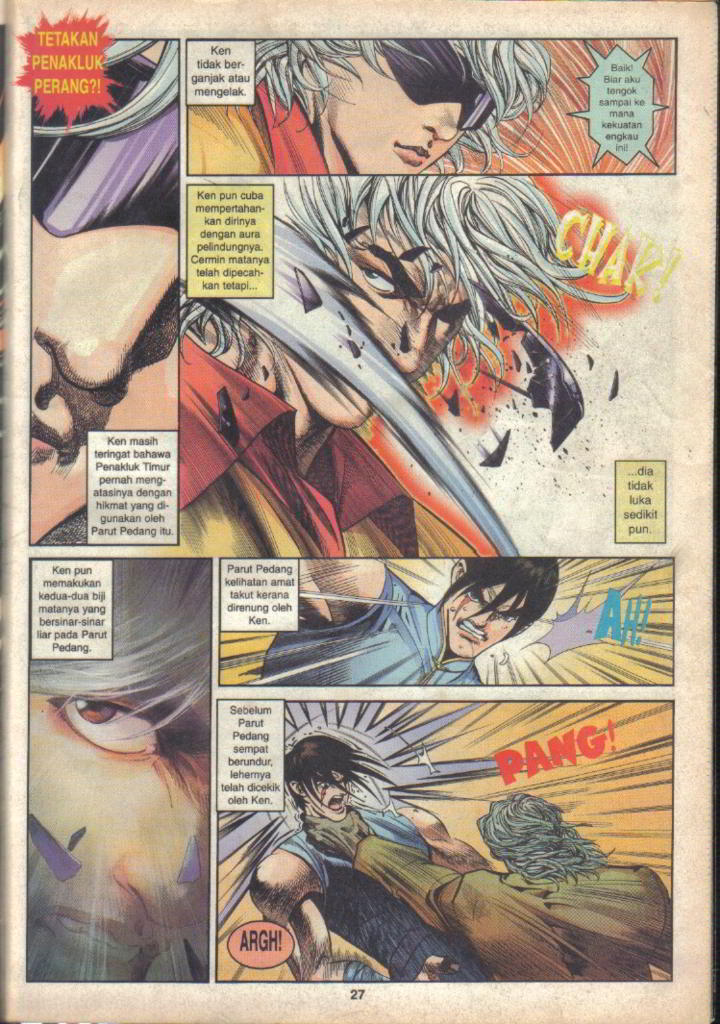 TETAKAN
PENAKLUK
PERANG?!
Ken
tidak ber-
ganjak atau
mengelak.
Baik!
Biar aku
tengok
sampai ke
mana
kekuatan
engkau
ini!
Ken pun cuba
mempertahan-
kan dirinya
dengan aura
pelindungnya.
Cermin matanya
telah dipecah-
kan tetapi...
CHAK!
Ken masih
teringat bahawa
Penakluk Timur
pernah meng-
atasinya dengan
hikmat yang di-
gunakan oleh
Parut Pedang itu.
...dia
tidak
luka
sedikit
pun.
Ken pun
memakukan
kedua-dua biji
matanya yang
bersinar-sinar
liar pada Parut
Pedang.
Parut Pedang
kelihatan amat
takut kerana
direnung oleh
Ken.
AH!
Sebelum
Parut
Pedang
sempat
berundur,
lehernya
telah dicekik
oleh Ken.
PANG!
ARGH!
27